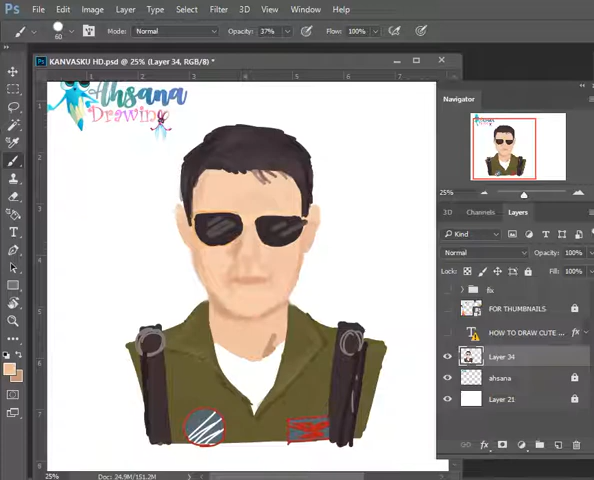 Ps File Edit Image Layer Type Select Filter 3D View Window Help
60 Mode: Normal Opacity: 37% Flow: 100%
KANVASKU HD.psd @ 25% (Layer 34, RGB/8) *
Ahsana
Drawing
Navigator
25%
3D Channels Layers
Kind
Normal Opacity: 100%
Lock: Fill: 100%
fix
FOR THUMBNAILS
T HOW TO DRAW CUTE ... fx
Layer 34
ahsana
Layer 21
25% Doc: 24.9M/151.2M